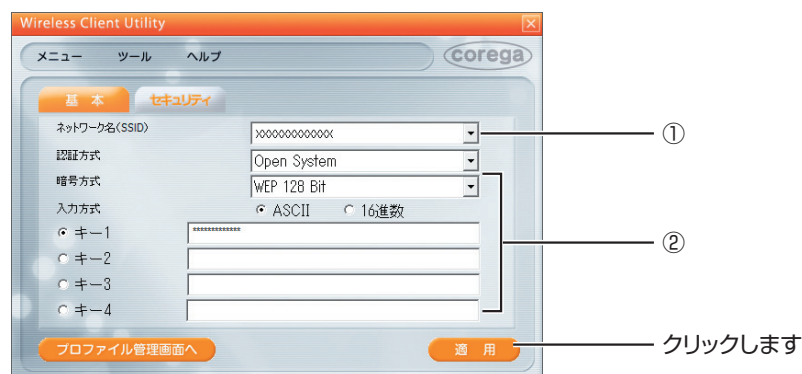 Wireless Client Utility
メニュー ツール ヘルプ corega
基 本 セキュリティ
ネットワーク名(SSID) xxxxxxxxxxxx ①
認証方式 Open System
暗号方式 WEP 128 Bit
入力方式 ASCII 16進数
キー1 *************
キー2 ②
キー3
キー4
プロファイル管理画面へ 適 用 クリックします